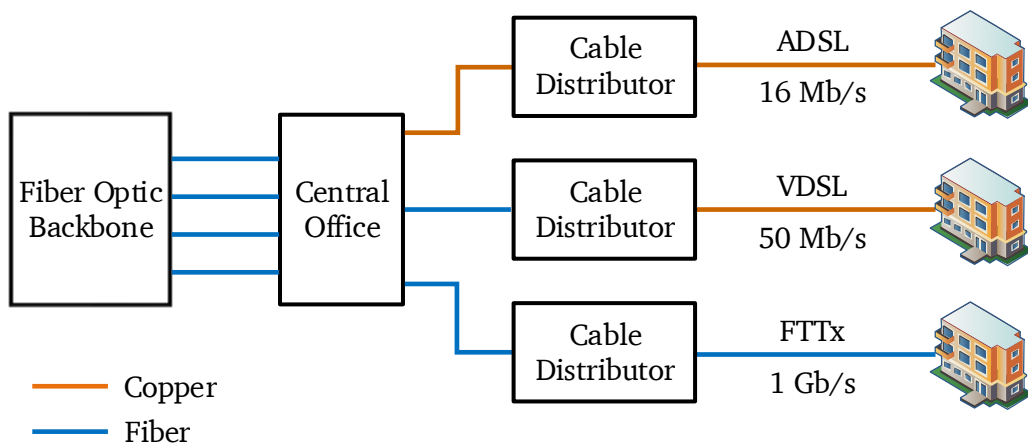 Fiber Optic
Backbone
Central
Office
Cable
Distributor
ADSL
16 Mb/s
Cable
Distributor
VDSL
50 Mb/s
Cable
Distributor
FTTx
1 Gb/s
Copper
Fiber